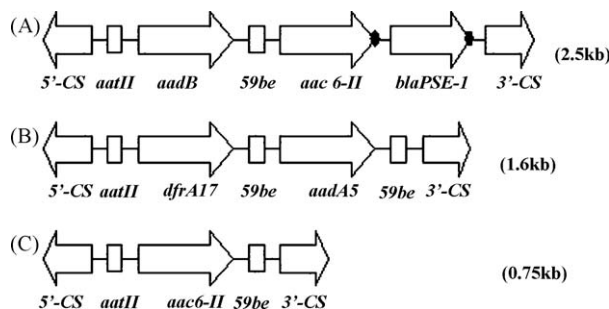 (A)
(2.5kb)
5’-CS aatII aadB 59be aac 6-II blaPSE-1 3’-CS
(B)
(1.6kb)
5’-CS aatII dfrA17 59be aadA5 59be 3’-CS
(C)
(0.75kb)
5’-CS aatII aac6-II 59be 3’-CS